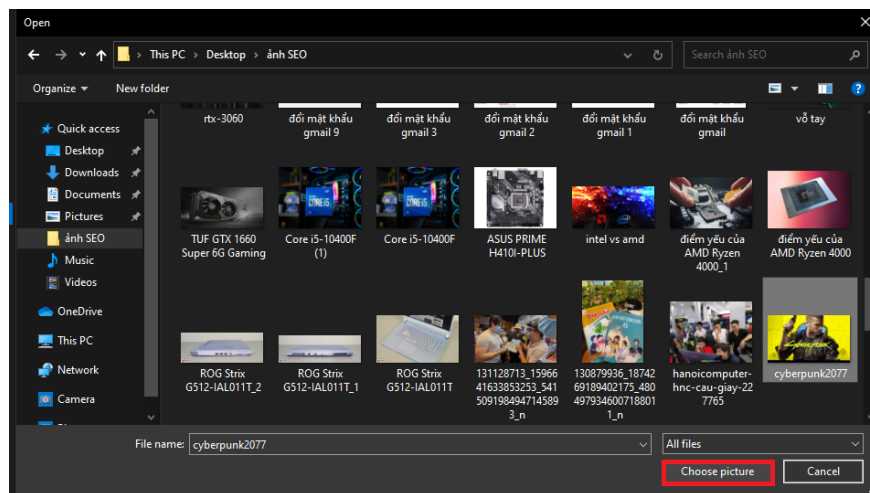 Open
This PC > Desktop > ảnh SEO
Search ảnh SEO
Organize
New folder
Quick access
Desktop
Downloads
Documents
Pictures
ảnh SEO
Music
Videos
OneDrive
This PC
Network
Camera
rtx-3060
đổi mật khẩu
gmail 9
đổi mật khẩu
gmail 3
đổi mật khẩu
gmail 2
đổi mật khẩu
gmail 1
đổi mật khẩu
gmail
vỗ tay
TUF GTX 1660
Super 6G Gaming
Core i5-10400F
(1)
Core i5-10400F
ASUS PRIME
H410I-PLUS
intel vs amd
điểm yếu của
AMD Ryzen
4000_1
điểm yếu của
AMD Ryzen 4000
ROG Strix
G512-IAL011T_2
ROG Strix
G512-IAL011T_1
ROG Strix
G512-IAL011T
131128713_15966
41633853253_541
509198494714589
3_n
130879936_18742
69189402175_480
497934600718801
1_n
hanoicomputer-
hnc-cau-giay-22
7765
cyberpunk2077
File name:
cyberpunk2077
All files
Choose picture
Cancel